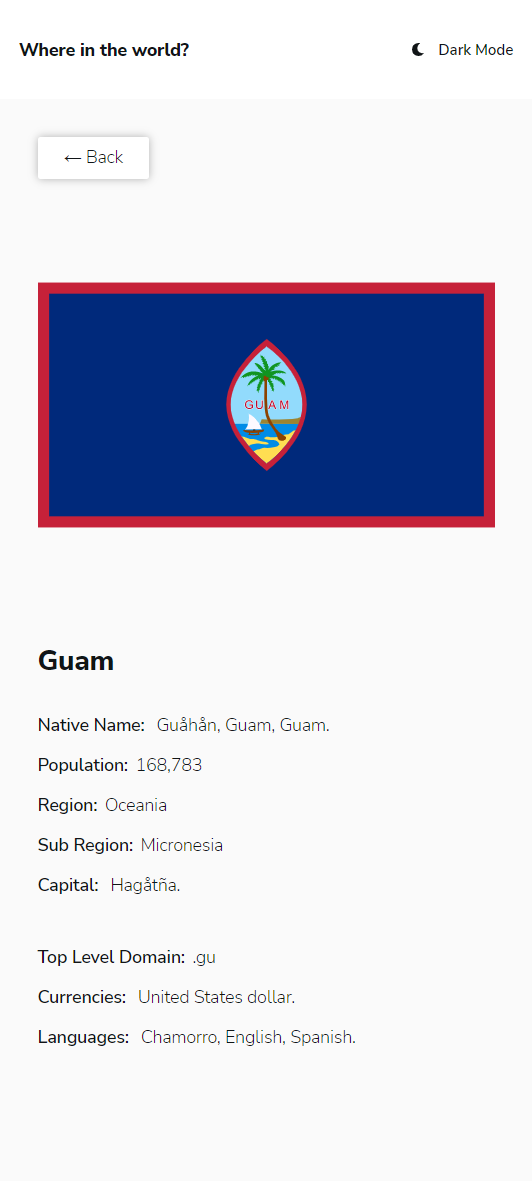 Where in the world?
Dark Mode
← Back
GUAM
Guam
Native Name: Guåhån, Guam, Guam.
Population: 168,783
Region: Oceania
Sub Region: Micronesia
Capital: Hagåtña.
Top Level Domain: .gu
Currencies: United States dollar.
Languages: Chamorro, English, Spanish.